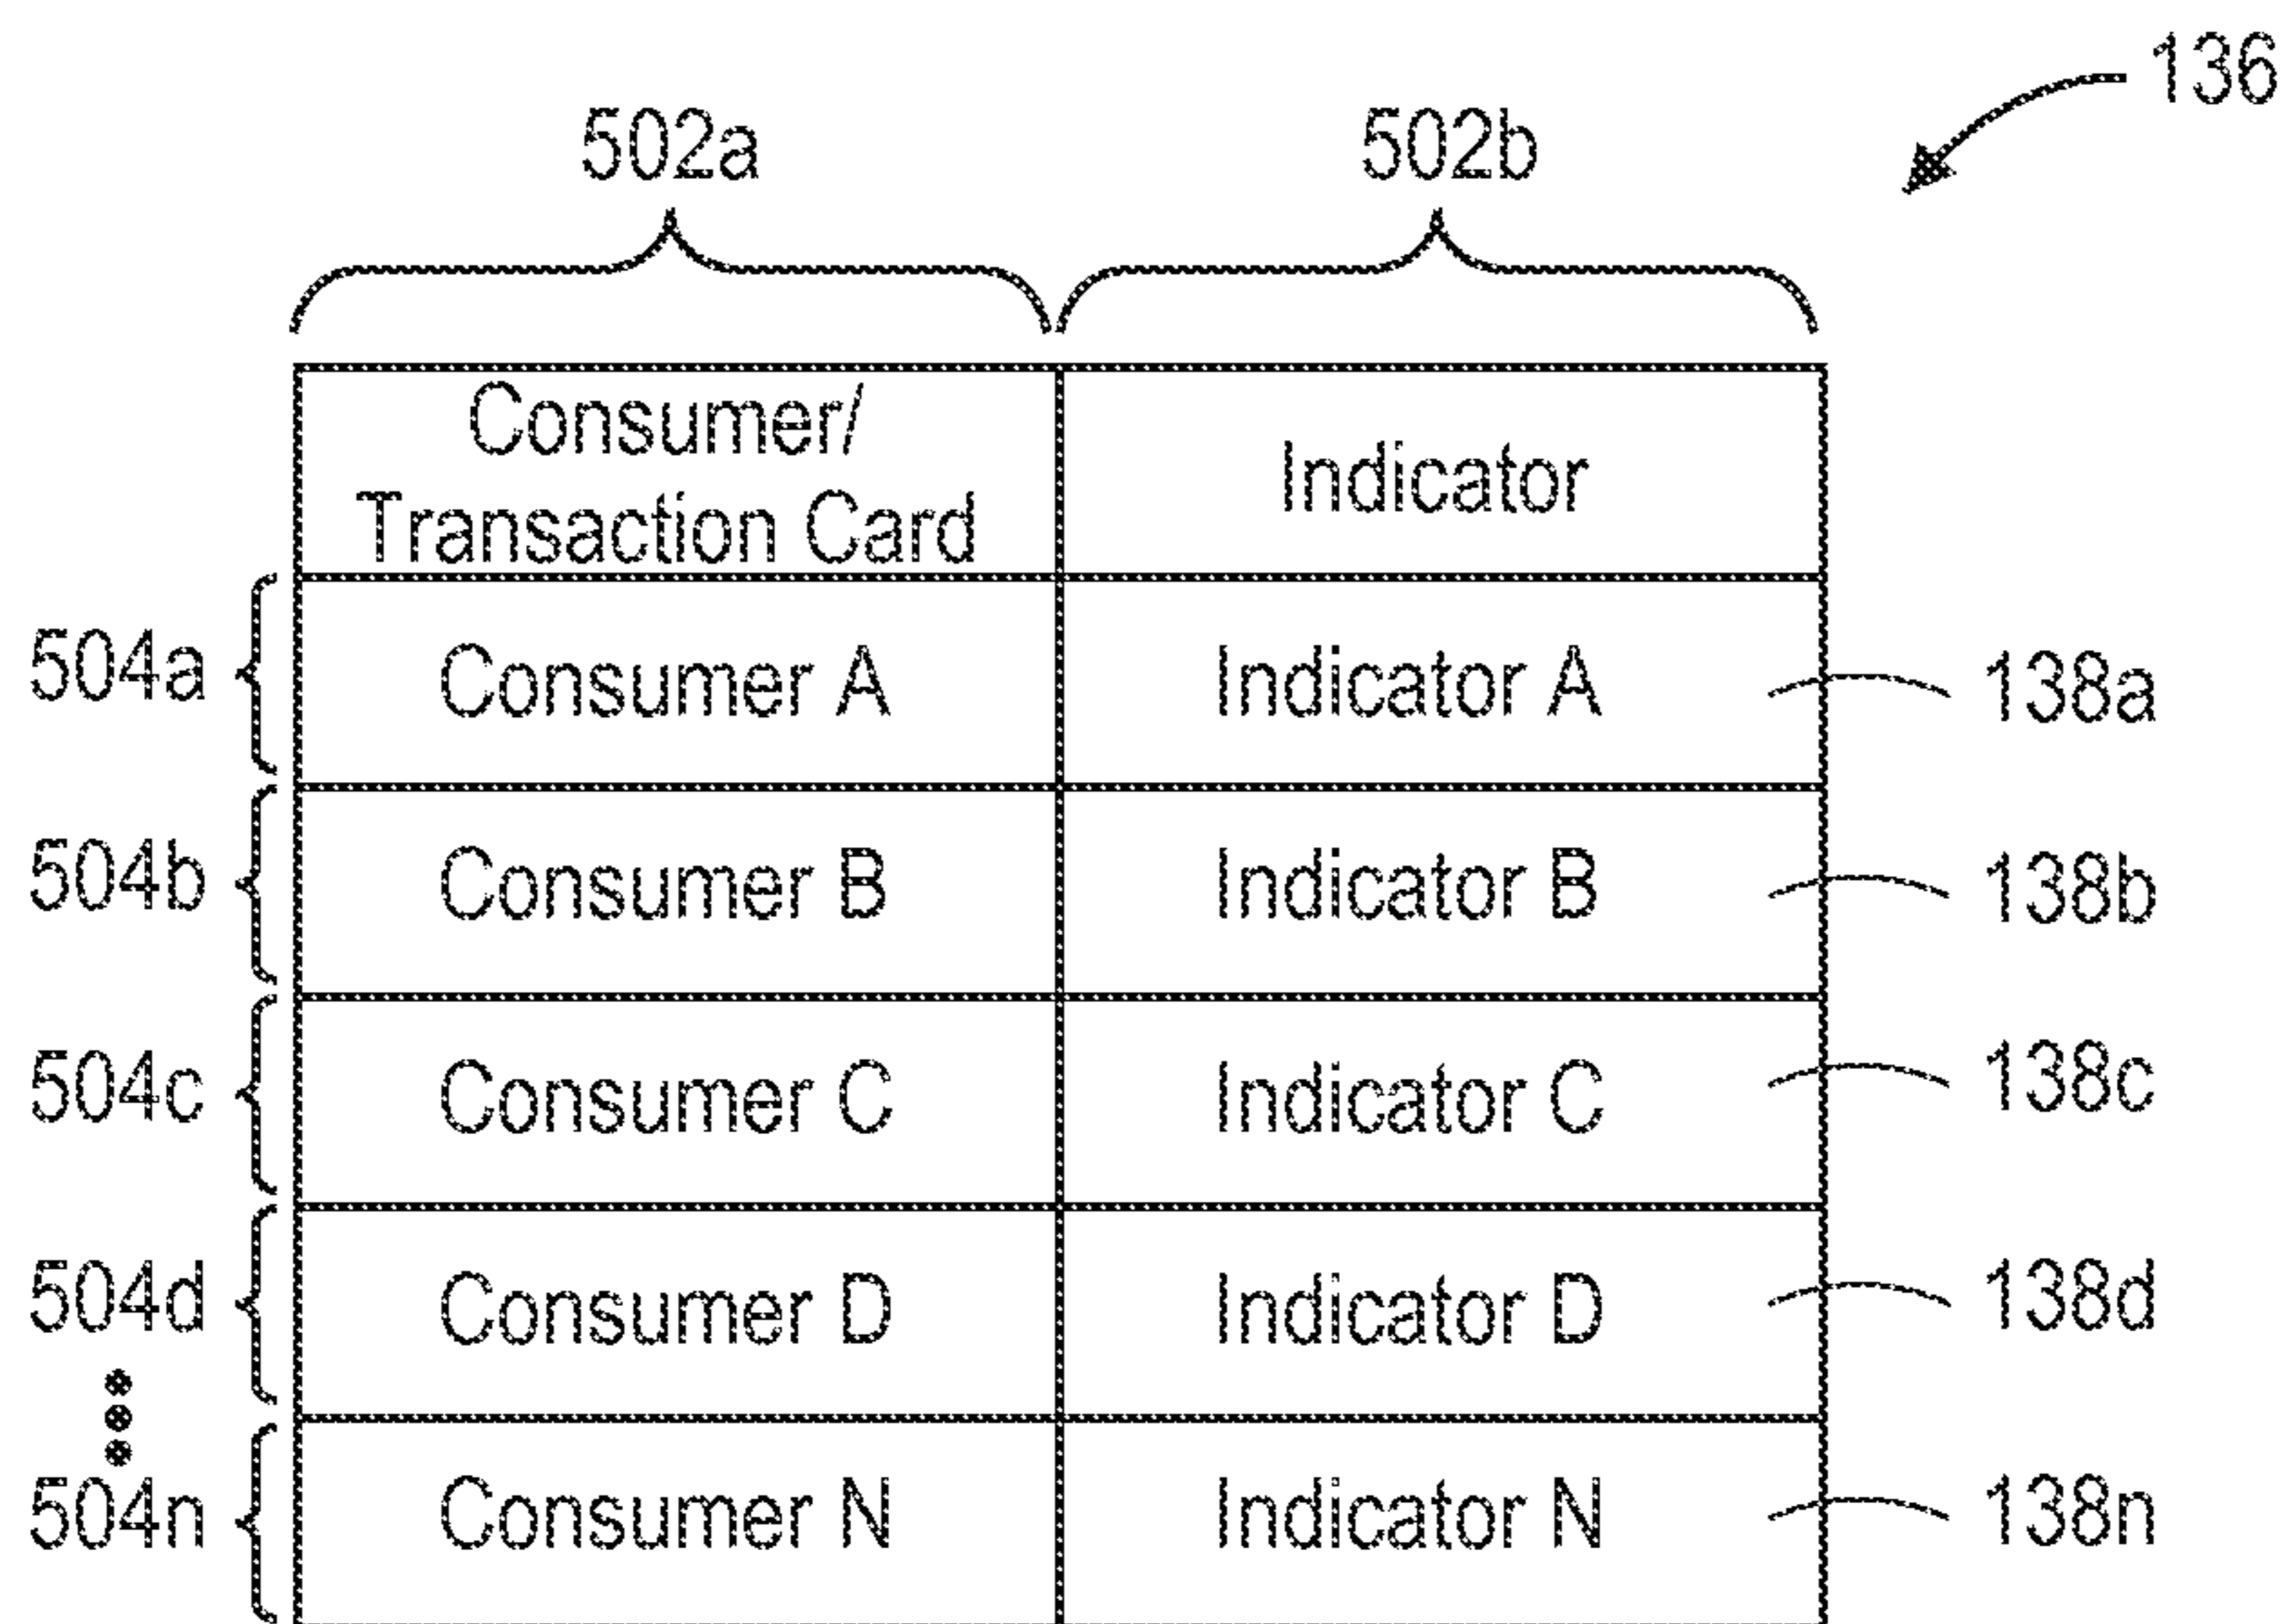 136
502a 502b
Consumer/
Transaction Card Indicator
504a Consumer A Indicator A 138a
504b Consumer B Indicator B 138b
504c Consumer C Indicator C 138c
504d Consumer D Indicator D 138d
504n Consumer N Indicator N 138n